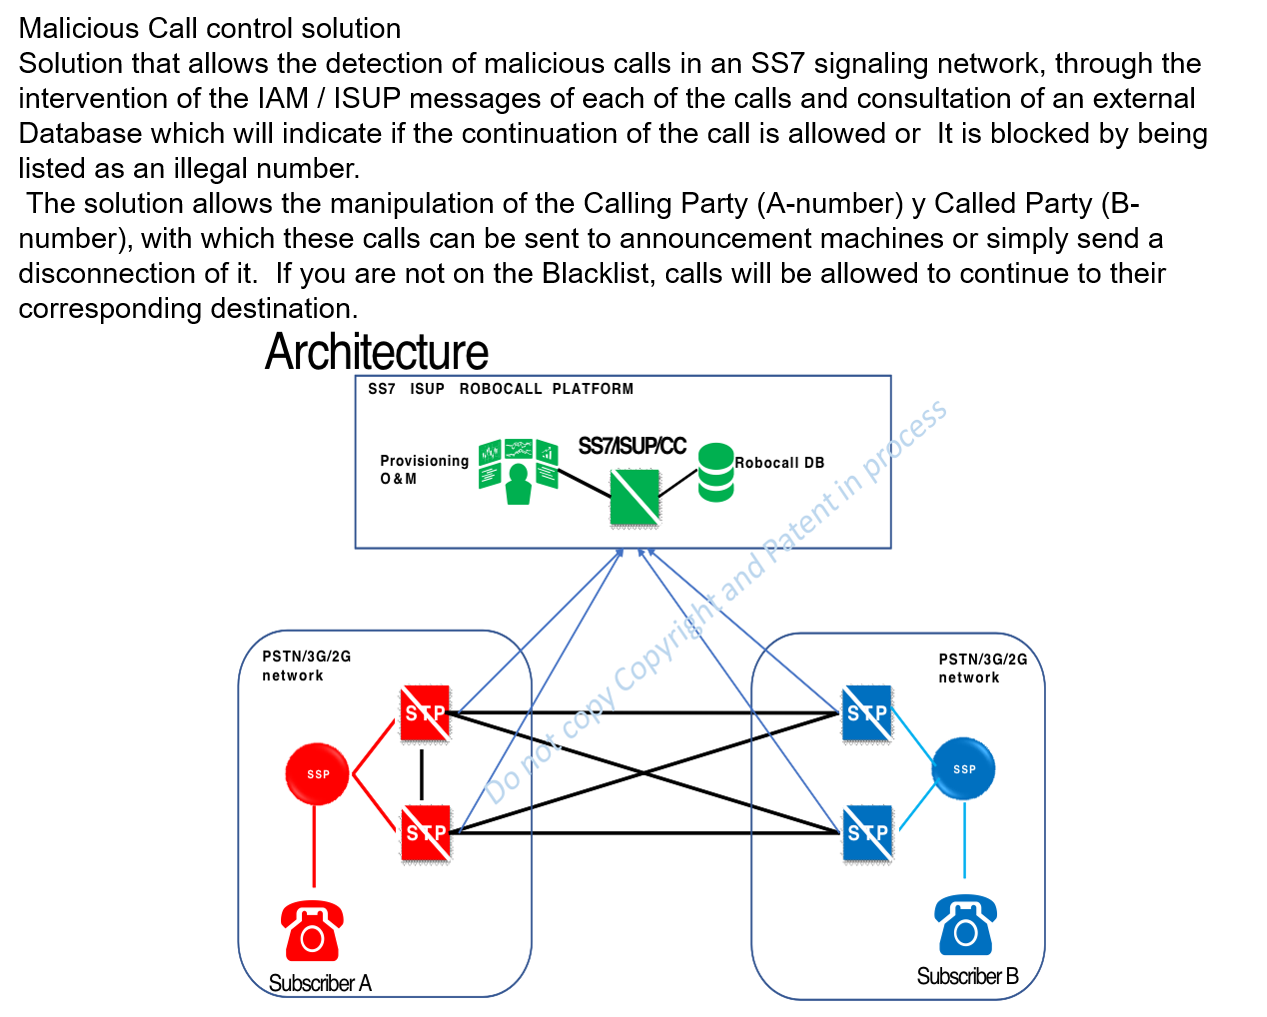 Malicious Call control solution
Solution that allows the detection of malicious calls in an SS7 signaling network, through the
intervention of the IAM / ISUP messages of each of the calls and consultation of an external
Database which will indicate if the continuation of the call is allowed or  It is blocked by being
listed as an illegal number.
The solution allows the manipulation of the Calling Party (A-number) y Called Party (B-
number), with which these calls can be sent to announcement machines or simply send a
disconnection of it.  If you are not on the Blacklist, calls will be allowed to continue to their
corresponding destination.
Architecture
SS7 ISUP ROBOCALL PLATFORM
SS7/ISUP/CC
Provisioning
O&M
Robocall DB
Do not copy Copyright and Patent in process
PSTN/3G/2G
network
STP
SSP
STP
Subscriber A
PSTN/3G/2G
network
STP
SSP
STP
Subscriber B